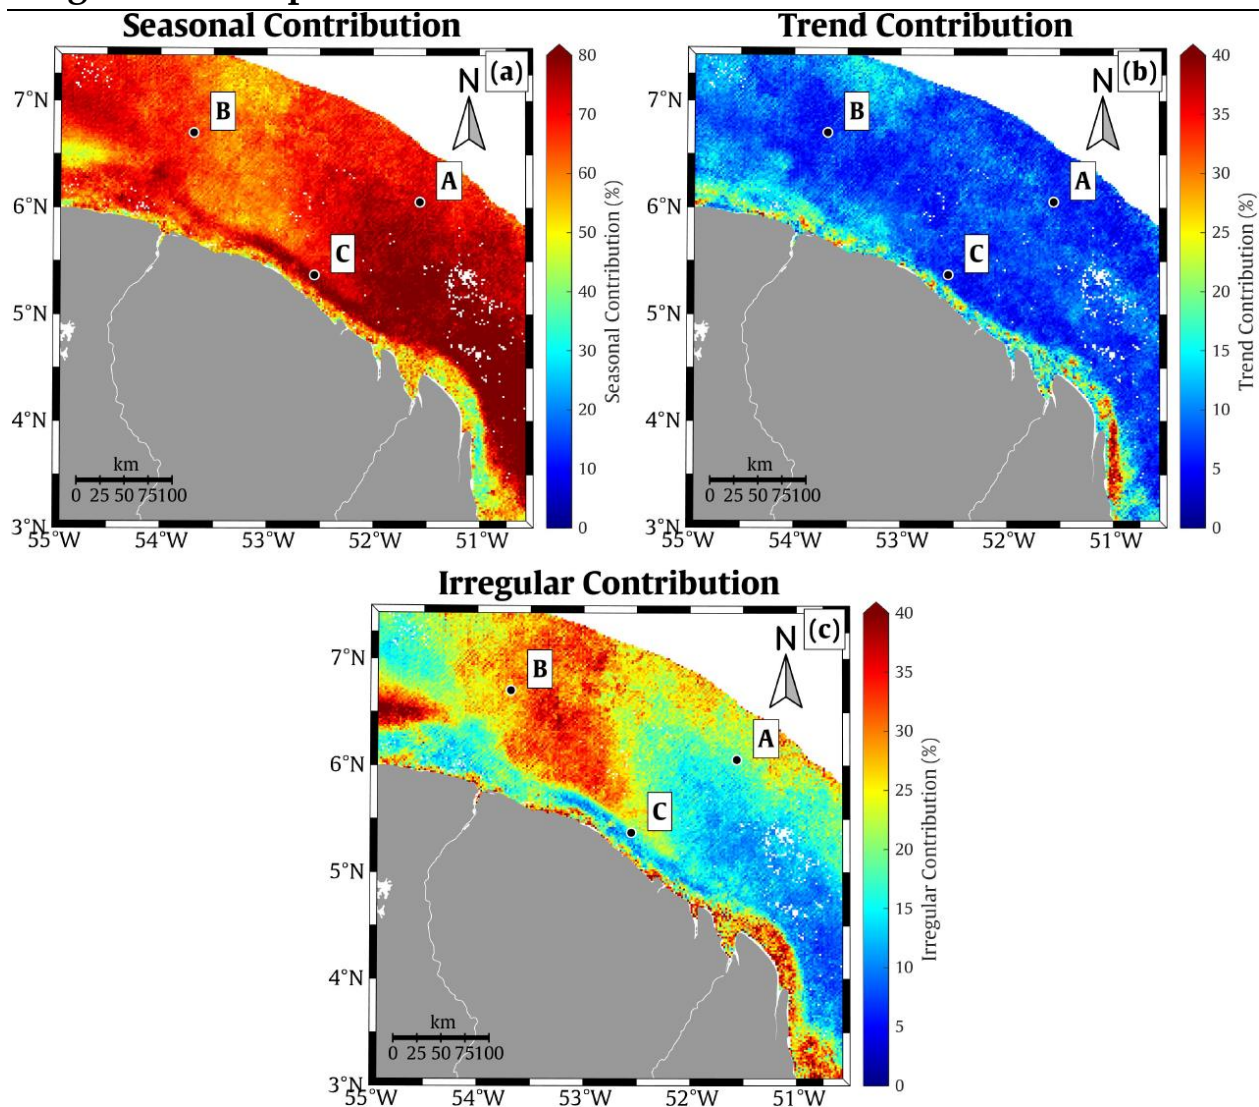 Seasonal Contribution
(a)
N
B
A
C
7°N
6°N
5°N
4°N
3°N
55°W
54°W
53°W
52°W
51°W
km
0 25 50 75100
80
70
60
50
40
30
20
10
0
Seasonal Contribution (%)
Trend Contribution
(b)
N
B
A
C
7°N
6°N
5°N
4°N
3°N
55°W
54°W
53°W
52°W
51°W
km
0 25 50 75100
40
35
30
25
20
15
10
5
0
Trend Contribution (%)
Irregular Contribution
(c)
N
B
A
C
7°N
6°N
5°N
4°N
3°N
55°W
54°W
53°W
52°W
51°W
km
0 25 50 75100
40
35
30
25
20
15
10
5
0
Irregular Contribution (%)